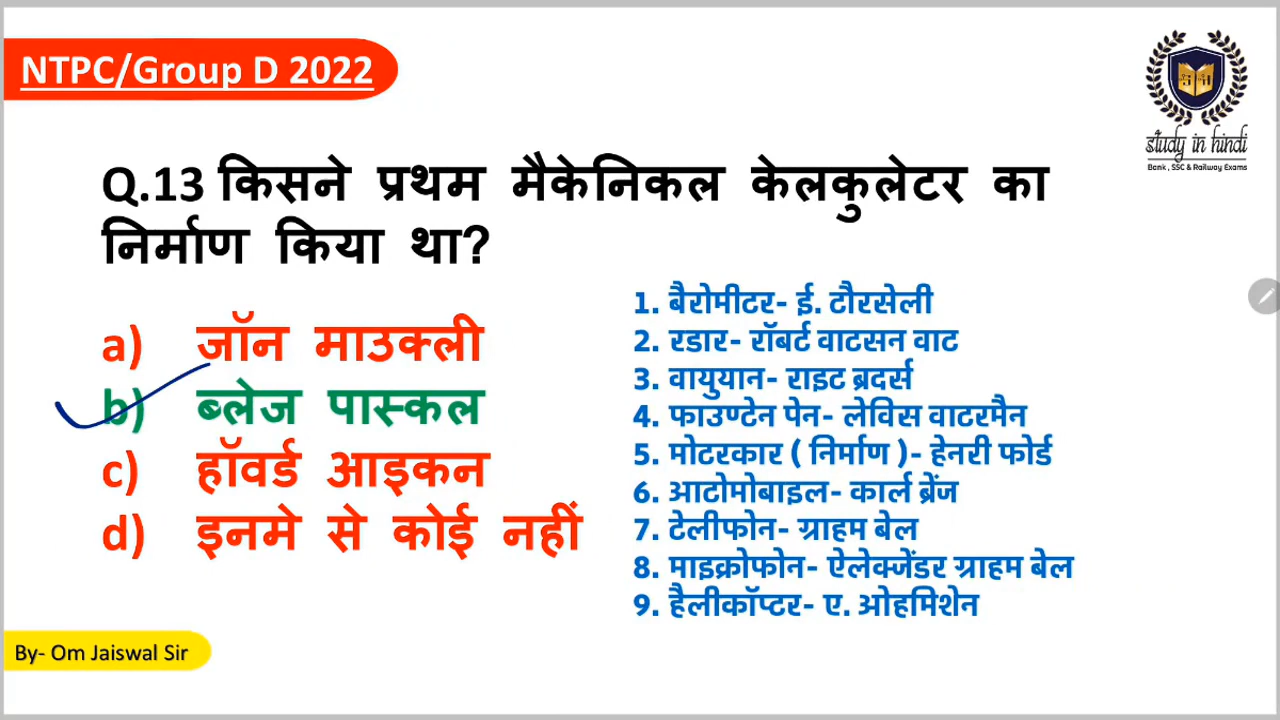 NTPC/Group D 2022
study in hindi
Bank , SSC & Railway Exams
Q.13 किसने प्रथम मैकेनिकल केलकुलेटर का
निर्माण किया था?
a) जॉन माउक्ली
b) ब्लेज पास्कल
c) हॉवर्ड आइकन
d) इनमे से कोई नहीं
1. बैरोमीटर- ई. टौरसेली
2. रडार- रॉबर्ट वाटसन वाट
3. वायुयान- राइट ब्रदर्स
4. फाउण्टेन पेन- लेविस वाटरमैन
5. मोटरकार ( निर्माण )- हेनरी फोर्ड
6. आटोमोबाइल- कार्ल ब्रेंज
7. टेलीफोन- ग्राहम बेल
8. माइक्रोफोन- ऐलेक्जेंडर ग्राहम बेल
9. हैलीकॉप्टर- ए. ओहमिशेन
By- Om Jaiswal Sir